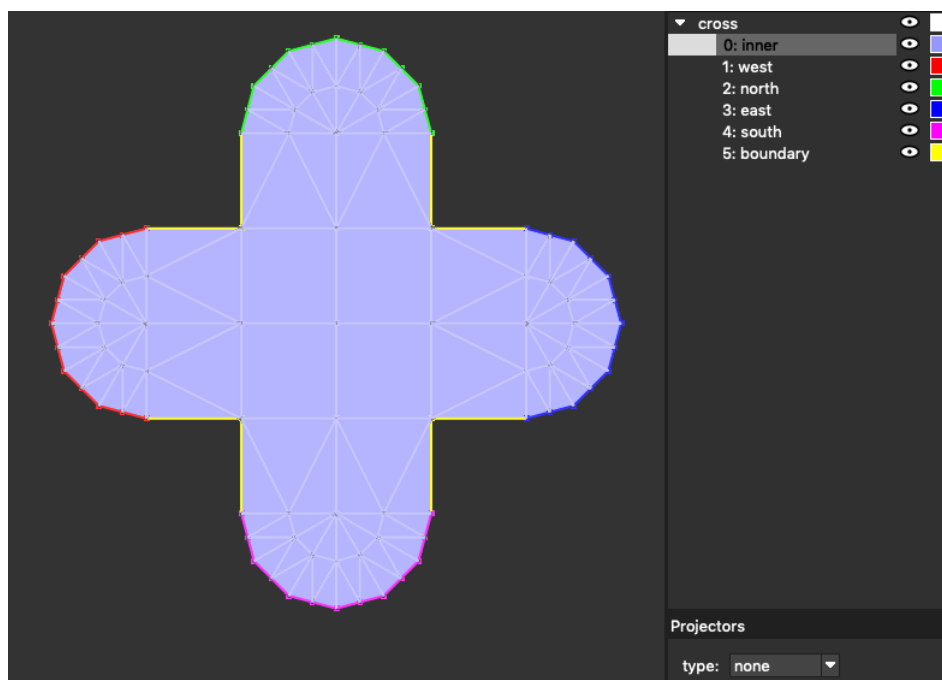 cross
0: inner
1: west
2: north
3: east
4: south
5: boundary
Projectors
type: none